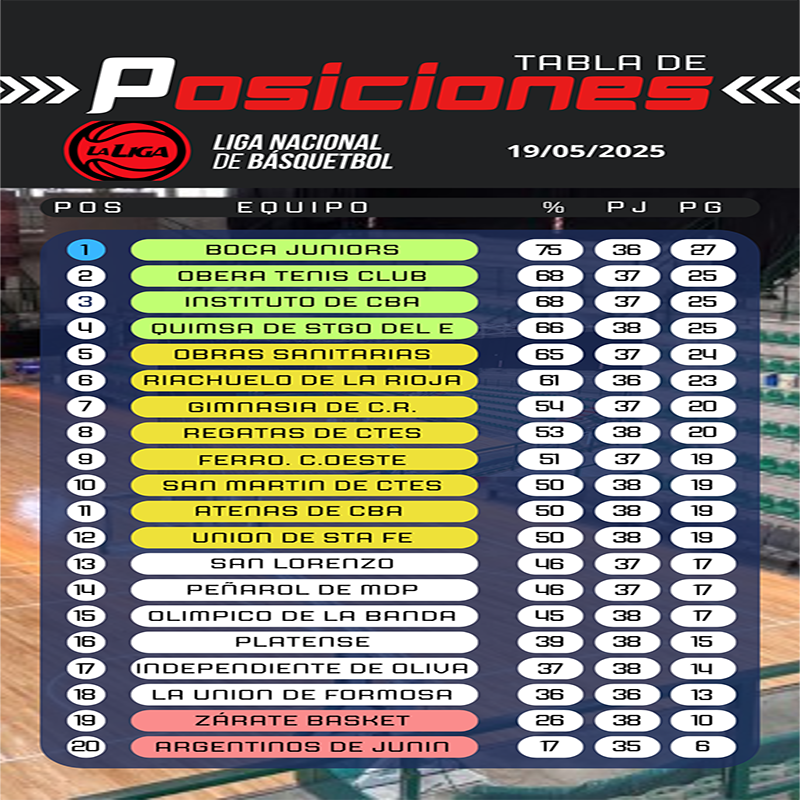 TABLA DE
Posiciones
LA LIGA
LIGA NACIONAL
DE BÁSQUETBOL
19/05/2025
POS EQUIPO % PJ PG
1 BOCA JUNIORS 75 36 27
2 OBERA TENIS CLUB 68 37 25
3 INSTITUTO DE CBA 68 37 25
4 QUIMSA DE STGO DEL E 66 38 25
5 OBRAS SANITARIAS 65 37 24
6 RIACHUELO DE LA RIOJA 61 36 23
7 GIMNASIA DE C.R. 54 37 20
8 REGATAS DE CTES 53 38 20
9 FERRO. C.OESTE 51 37 19
10 SAN MARTIN DE CTES 50 38 19
11 ATENAS DE CBA 50 38 19
12 UNION DE STA FE 50 38 19
13 SAN LORENZO 46 37 17
14 PEÑAROL DE MDP 46 37 17
15 OLIMPICO DE LA BANDA 45 38 17
16 PLATENSE 39 38 15
17 INDEPENDIENTE DE OLIVA 37 38 14
18 LA UNION DE FORMOSA 36 36 13
19 ZÁRATE BASKET 26 38 10
20 ARGENTINOS DE JUNIN 17 35 6